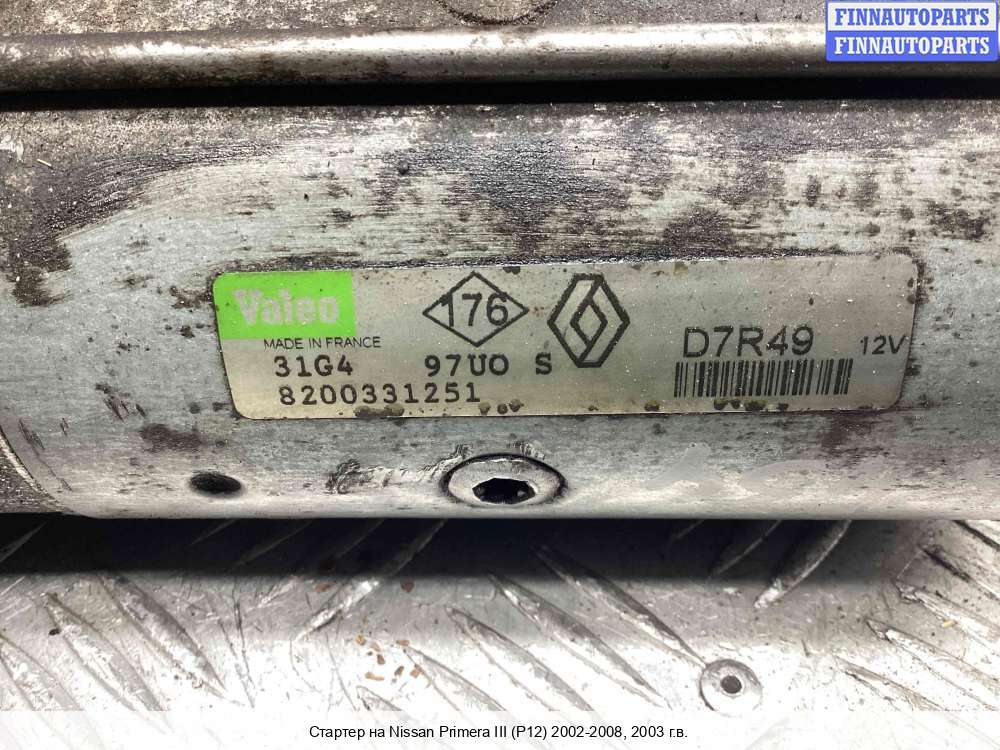 FINNAUTOPARTS
FINNAUTOPARTS
Valeo
MADE IN FRANCE
176
D7R49
12V
31G4 97U0 S
8200331251
Стартер на Nissan Primera III (P12) 2002-2008, 2003 г.в.